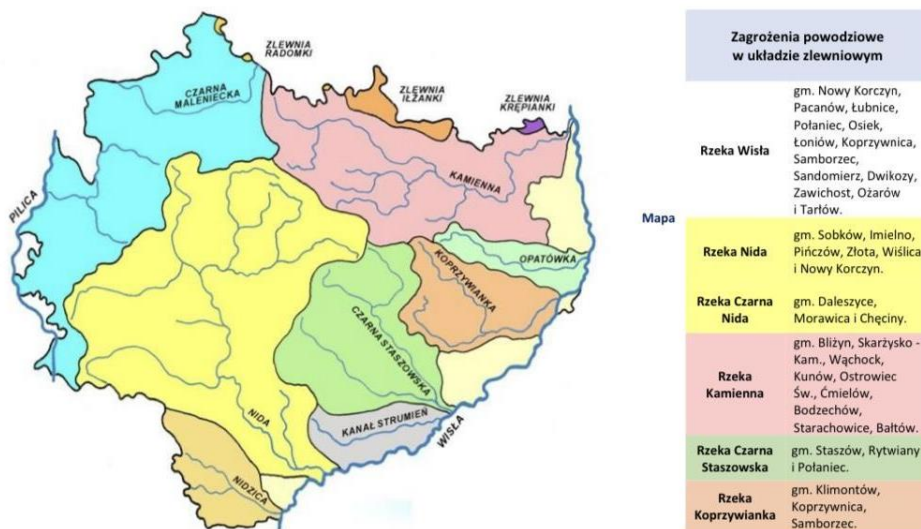 ZLEWNIA
RADOMKI
CZARNA
MALENIECKA
ZLEWNIA
IŁŻANKI
ZLEWNIA
KRĘPIANKI
KAMIENNA
PILICA
OPATÓWKA
KOPRZYWIANKA
CZARNA STASZOWSKA
NIDA
KANAŁ STRUMIEŃ
WISŁA
NIDZICA
Mapa
Zagrożenia powodziowe
w układzie zlewniowym
Rzeka Wisła
gm. Nowy Korczyn,
Pacanów, Łubnice,
Połaniec, Osiek,
Łoniów, Koprzywnica,
Samborzec,
Sandomierz, Dwikozy,
Zawichost, Ożarów
i Tarłów.
Rzeka Nida
gm. Sobków, Imielno,
Pińczów, Złota, Wiślica
i Nowy Korczyn.
Rzeka Czarna
Nida
gm. Daleszyce,
Morawica i Chęciny.
Rzeka
Kamienna
gm. Bliżyn, Skarżysko -
Kam., Wąchock,
Kunów, Ostrowiec
Św., Ćmielów,
Bodzechów,
Starachowice, Bałtów.
Rzeka Czarna
Staszowska
gm. Staszów, Rytwiany
i Połaniec.
Rzeka
Koprzywianka
gm. Klimontów,
Koprzywnica,
Samborzec.